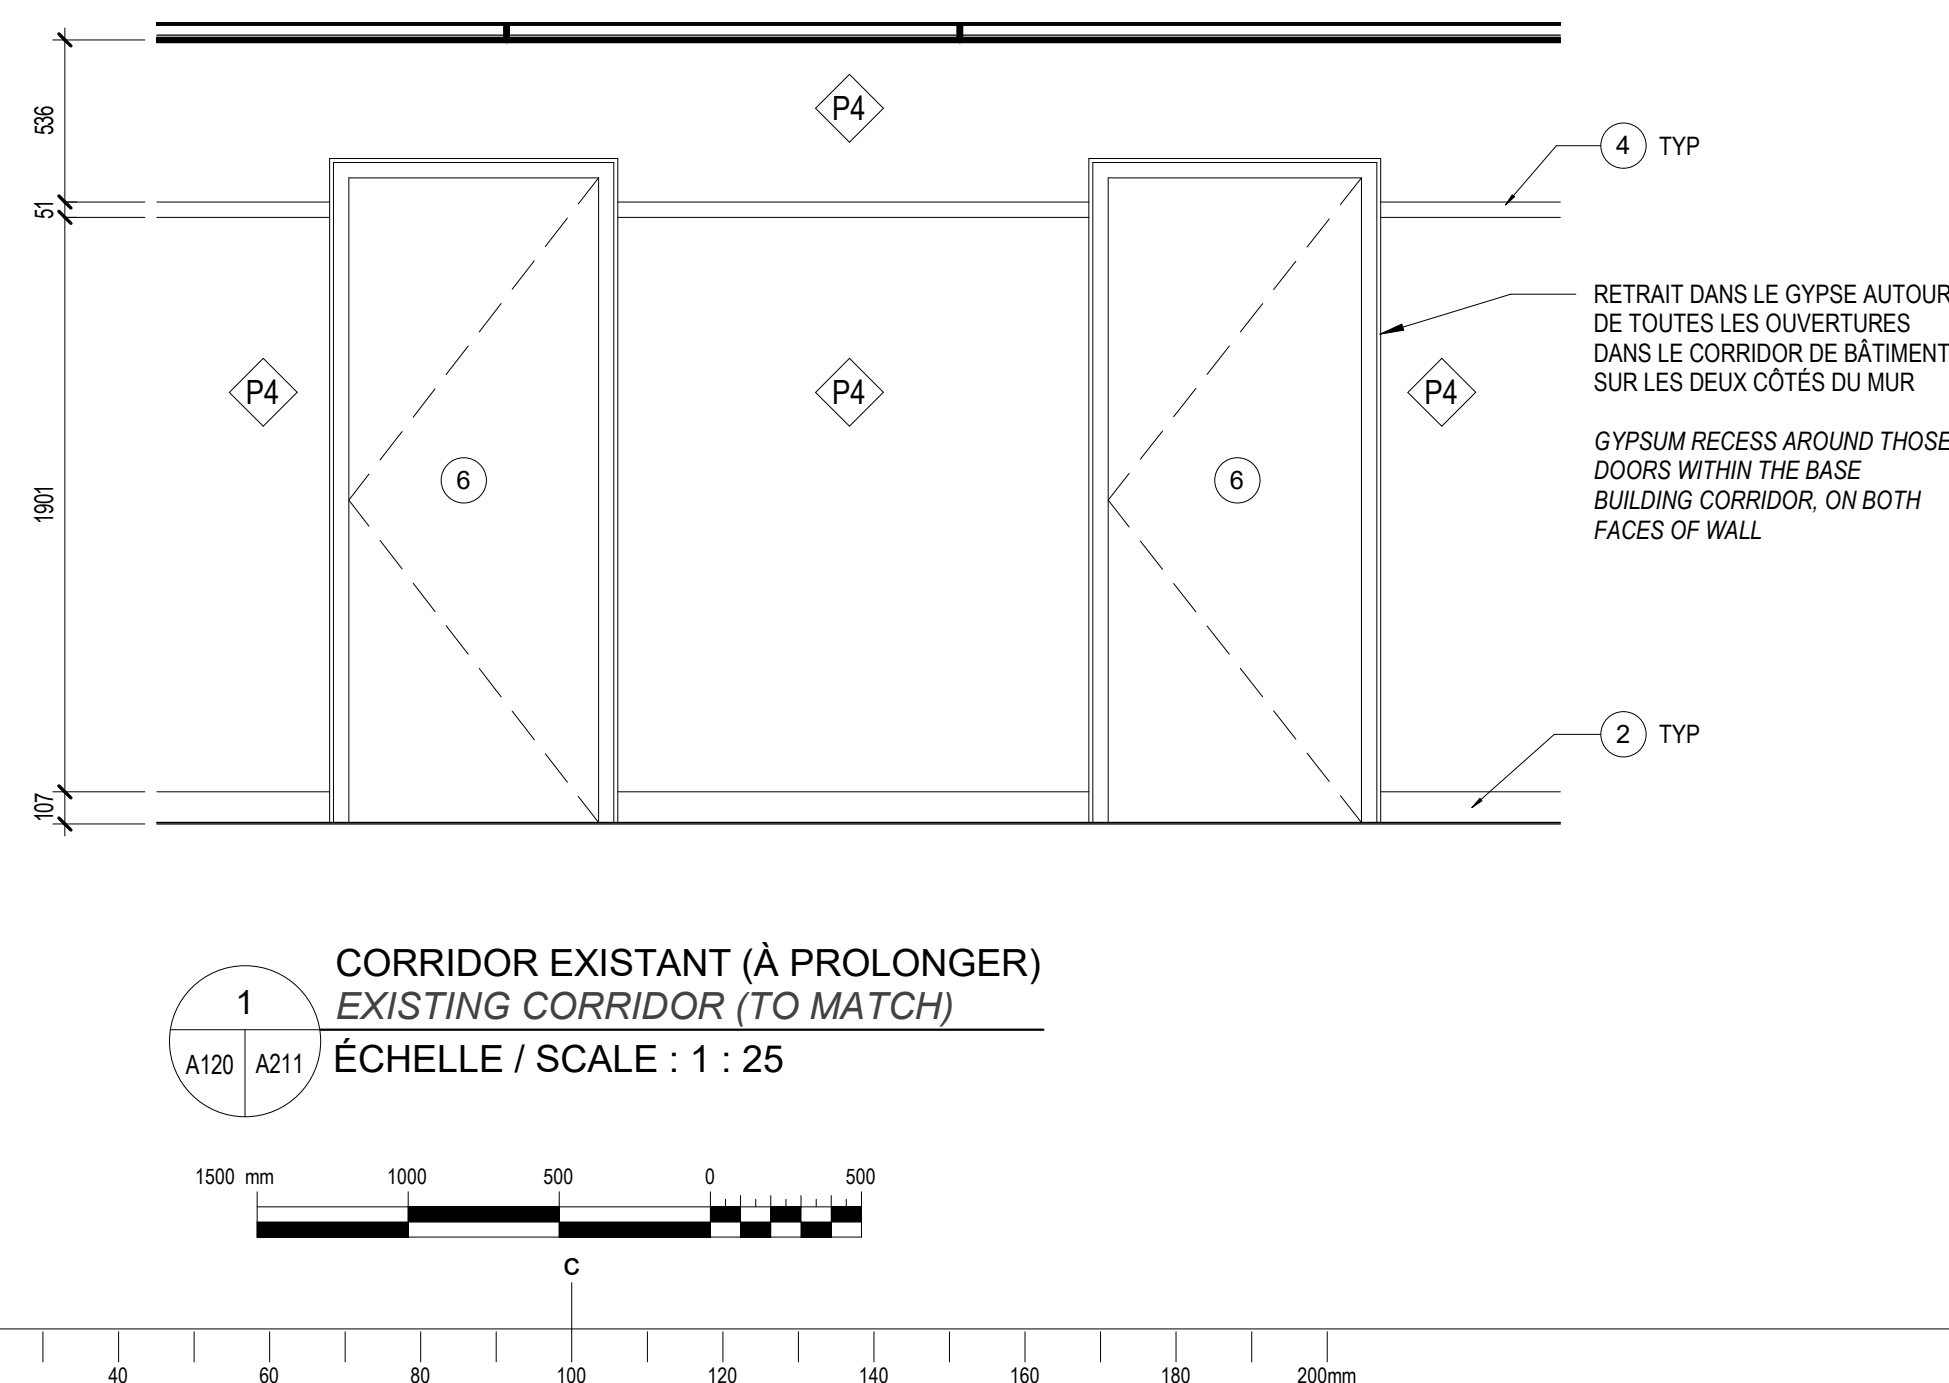 536
51
1901
107
P4
4 TYP
P4
P4
P4
6
6
RETRAIT DANS LE GYPSE AUTOUR
DE TOUTES LES OUVERTURES
DANS LE CORRIDOR DE BÂTIMENT
SUR LES DEUX CÔTÉS DU MUR
GYPSUM RECESS AROUND THOSE
DOORS WITHIN THE BASE
BUILDING CORRIDOR, ON BOTH
FACES OF WALL
2 TYP
1
A120 A211
CORRIDOR EXISTANT (À PROLONGER)
EXISTING CORRIDOR (TO MATCH)
ÉCHELLE / SCALE : 1 : 25
1500 mm 1000 500 0 500
C
40 60 80 100 120 140 160 180 200mm